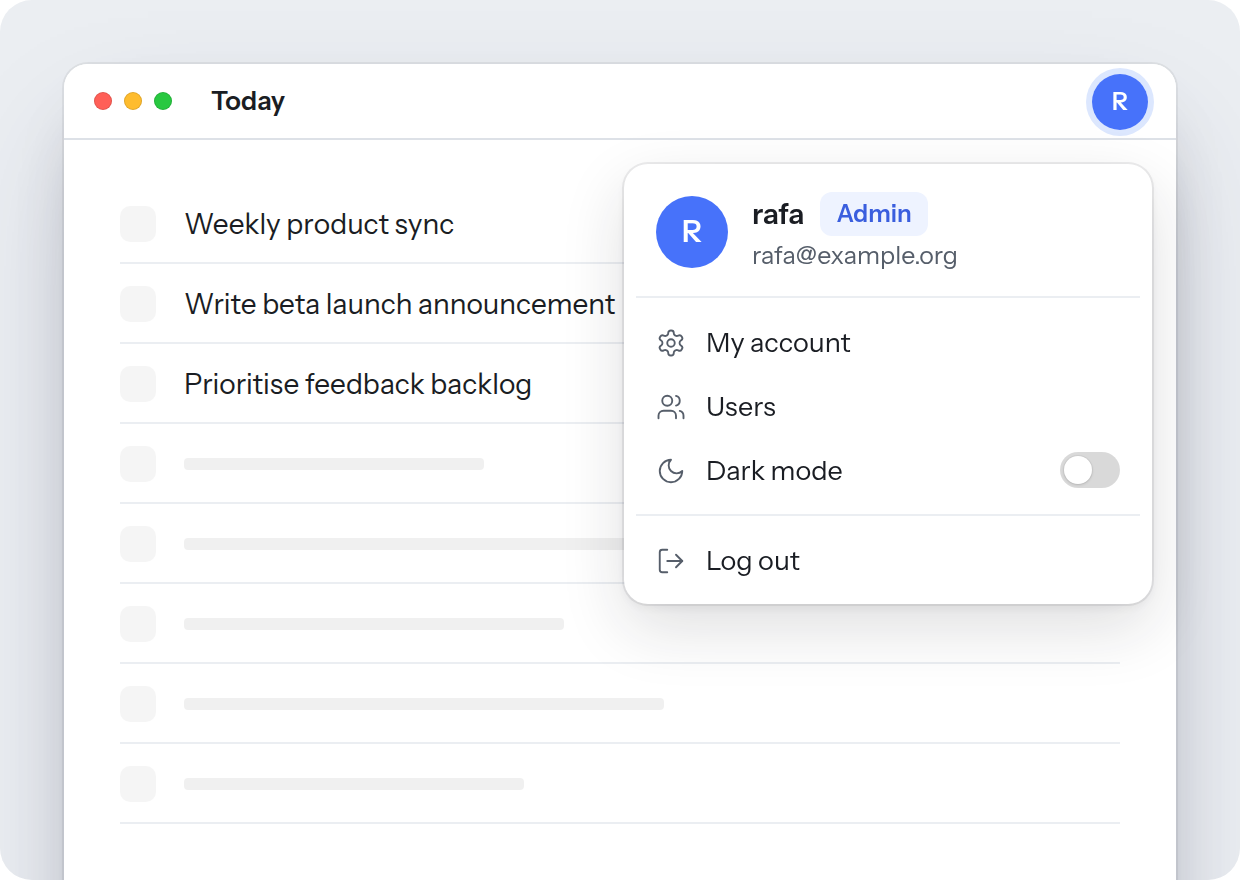 Today
R
Weekly product sync
Write beta launch announcement
Prioritise feedback backlog
R
rafa Admin
rafa@example.org
My account
Users
Dark mode
Log out